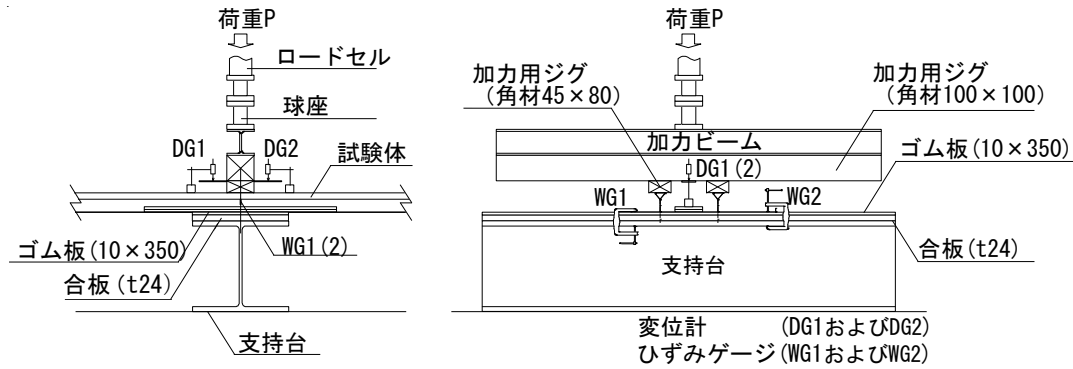 荷重P
ロードセル
球座
DG1
DG2
試験体
ゴム板(10×350)
WG1(2)
合板(t24)
支持台
荷重P
加力用ジグ
(角材45×80)
加力用ジグ
(角材100×100)
加力ビーム
DG1(2)
ゴム板(10×350)
WG1
WG2
合板(t24)
支持台
変位計 (DG1およびDG2)
ひずみゲージ(WG1およびWG2)